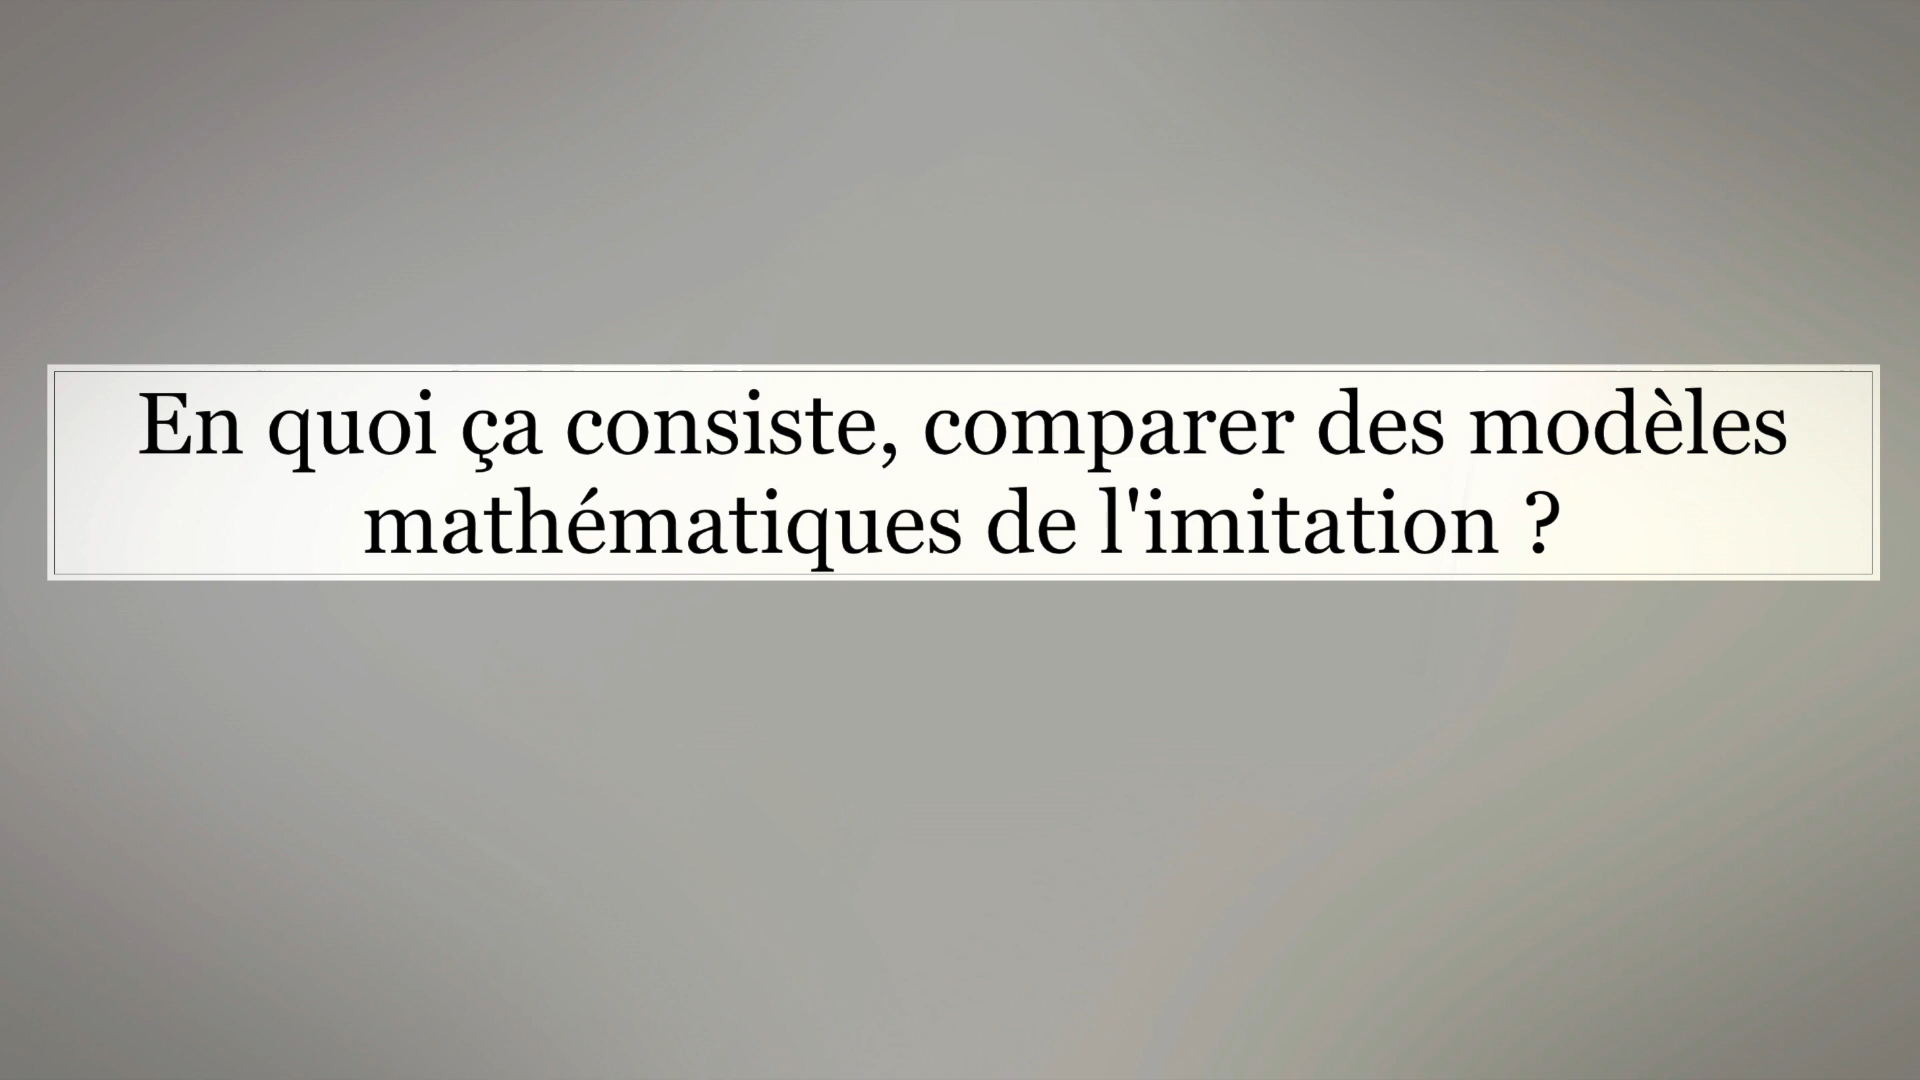 En quoi ça consiste, comparer des modèles
mathématiques de l'imitation ?